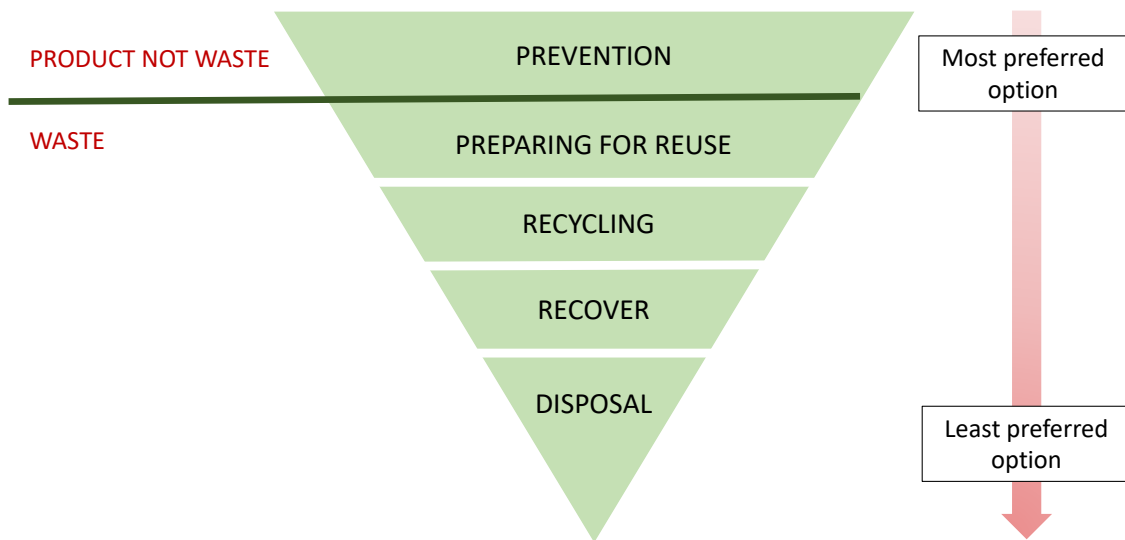 PRODUCT NOT WASTE
PREVENTION
Most preferred
option
WASTE
PREPARING FOR REUSE
RECYCLING
RECOVER
DISPOSAL
Least preferred
option